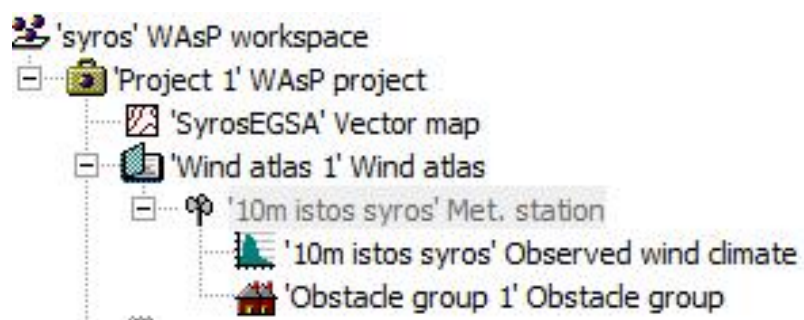 'syros' WAsP workspace
'Project 1' WAsP project
'SyrosEGSA' Vector map
'Wind atlas 1' Wind atlas
'10m istos syros' Met. station
'10m istos syros' Observed wind climate
'Obstacle group 1' Obstacle group